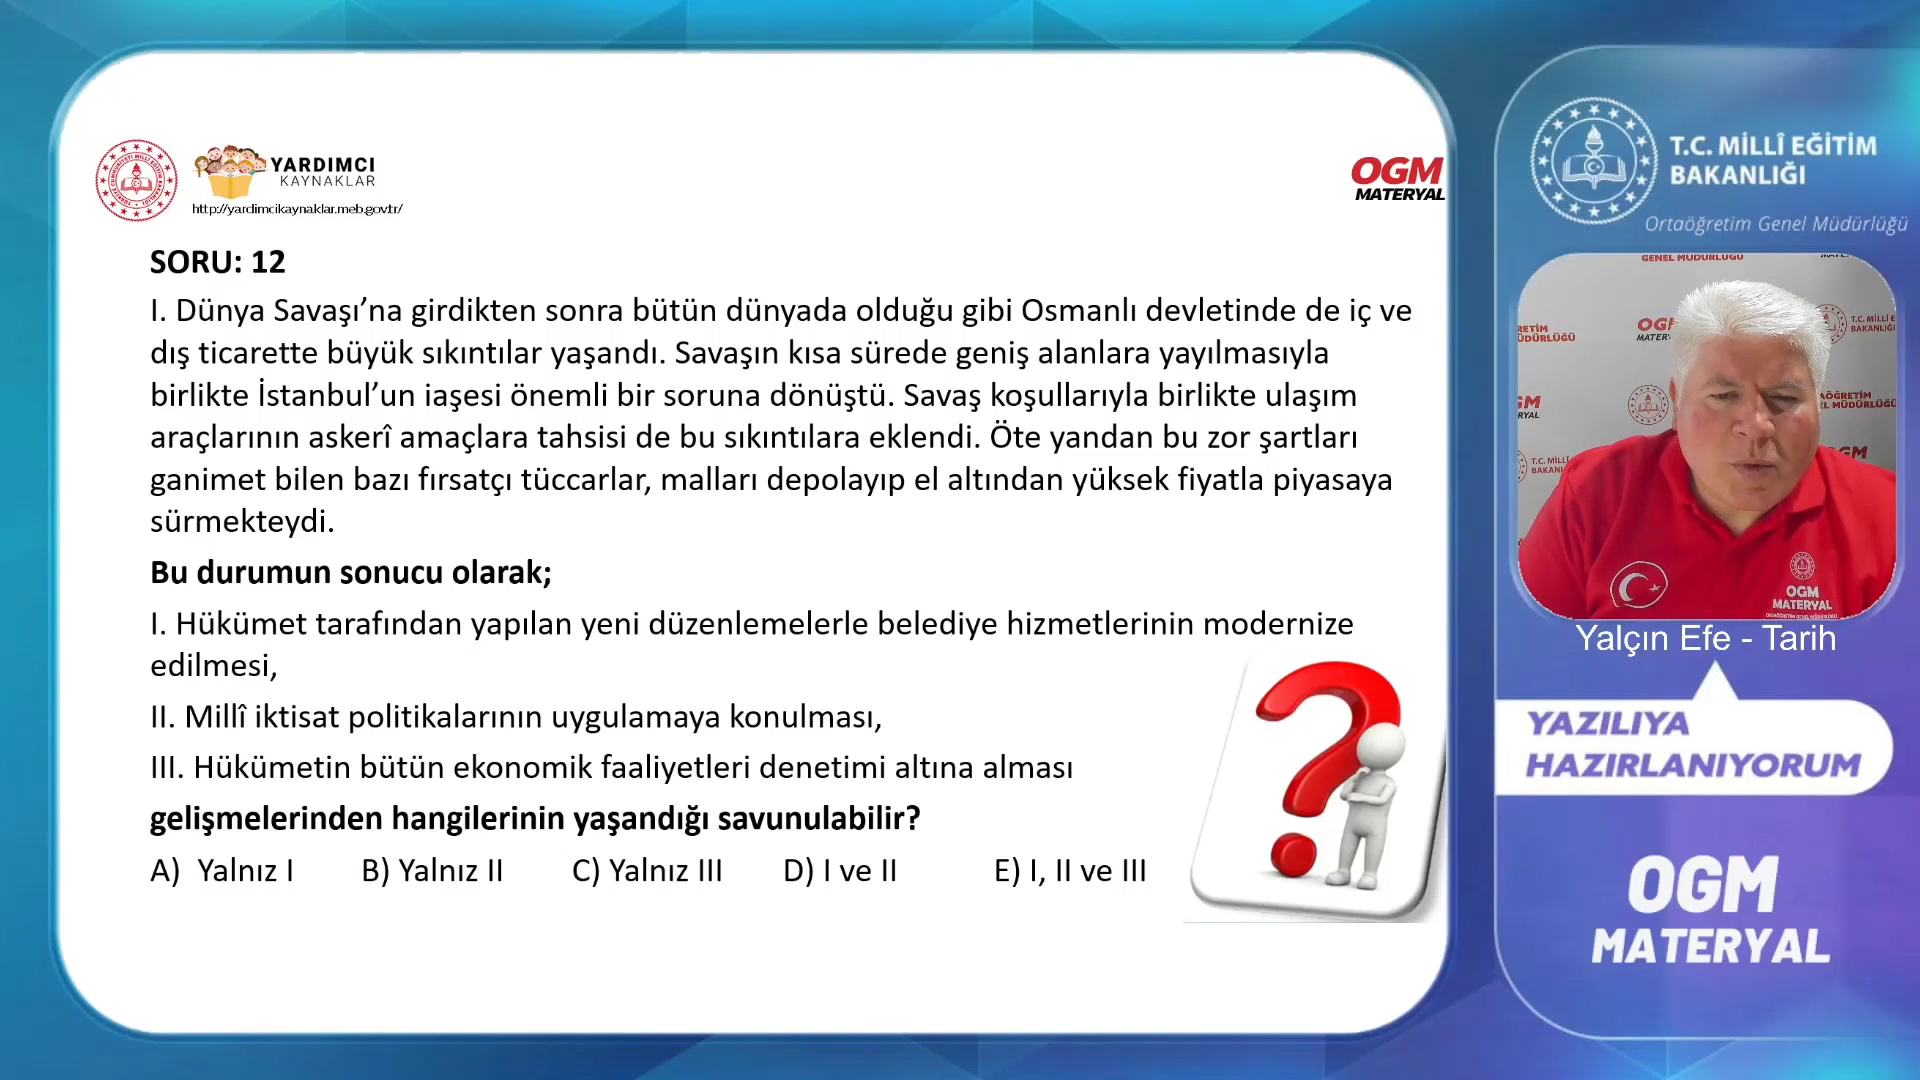 YARDIMCI
KAYNAKLAR
http://yardimcikaynaklar.meb.gov.tr/
OGM
MATERYAL
SORU: 12
I. Dünya Savaşı’na girdikten sonra bütün dünyada olduğu gibi Osmanlı devletinde de iç ve
dış ticarette büyük sıkıntılar yaşandı. Savaşın kısa sürede geniş alanlara yayılmasıyla
birlikte İstanbul’un iaşesi önemli bir soruna dönüştü. Savaş koşullarıyla birlikte ulaşım
araçlarının askerî amaçlara tahsisi de bu sıkıntılara eklendi. Öte yandan bu zor şartları
ganimet bilen bazı fırsatçı tüccarlar, malları depolayıp el altından yüksek fiyatla piyasaya
sürmekteydi.
Bu durumun sonucu olarak;
I. Hükümet tarafından yapılan yeni düzenlemelerle belediye hizmetlerinin modernize
edilmesi,
II. Millî iktisat politikalarının uygulamaya konulması,
III. Hükümetin bütün ekonomik faaliyetleri denetimi altına alması
gelişmelerinden hangilerinin yaşandığı savunulabilir?
A) Yalnız I B) Yalnız II C) Yalnız III D) I ve II E) I, II ve III
T.C. MİLLÎ EĞİTİM
BAKANLIĞI
Ortaöğretim Genel Müdürlüğü
GENEL MÜDÜRLÜĞÜ
OGM
MATERYAL
Yalçın Efe - Tarih
YAZILIYA
HAZIRLANIYORUM
OGM
MATERYAL